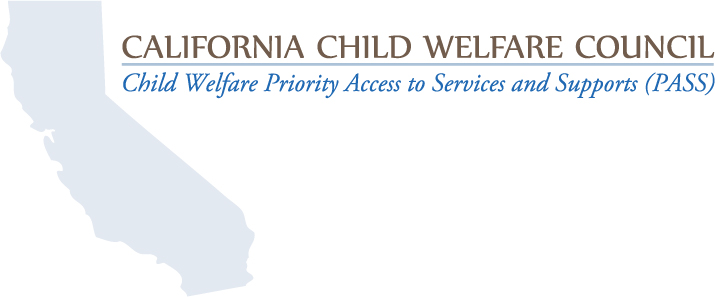 CALIFORNIA CHILD WELFARE COUNCIL
Child Welfare Priority Access to Services and Supports (PASS)